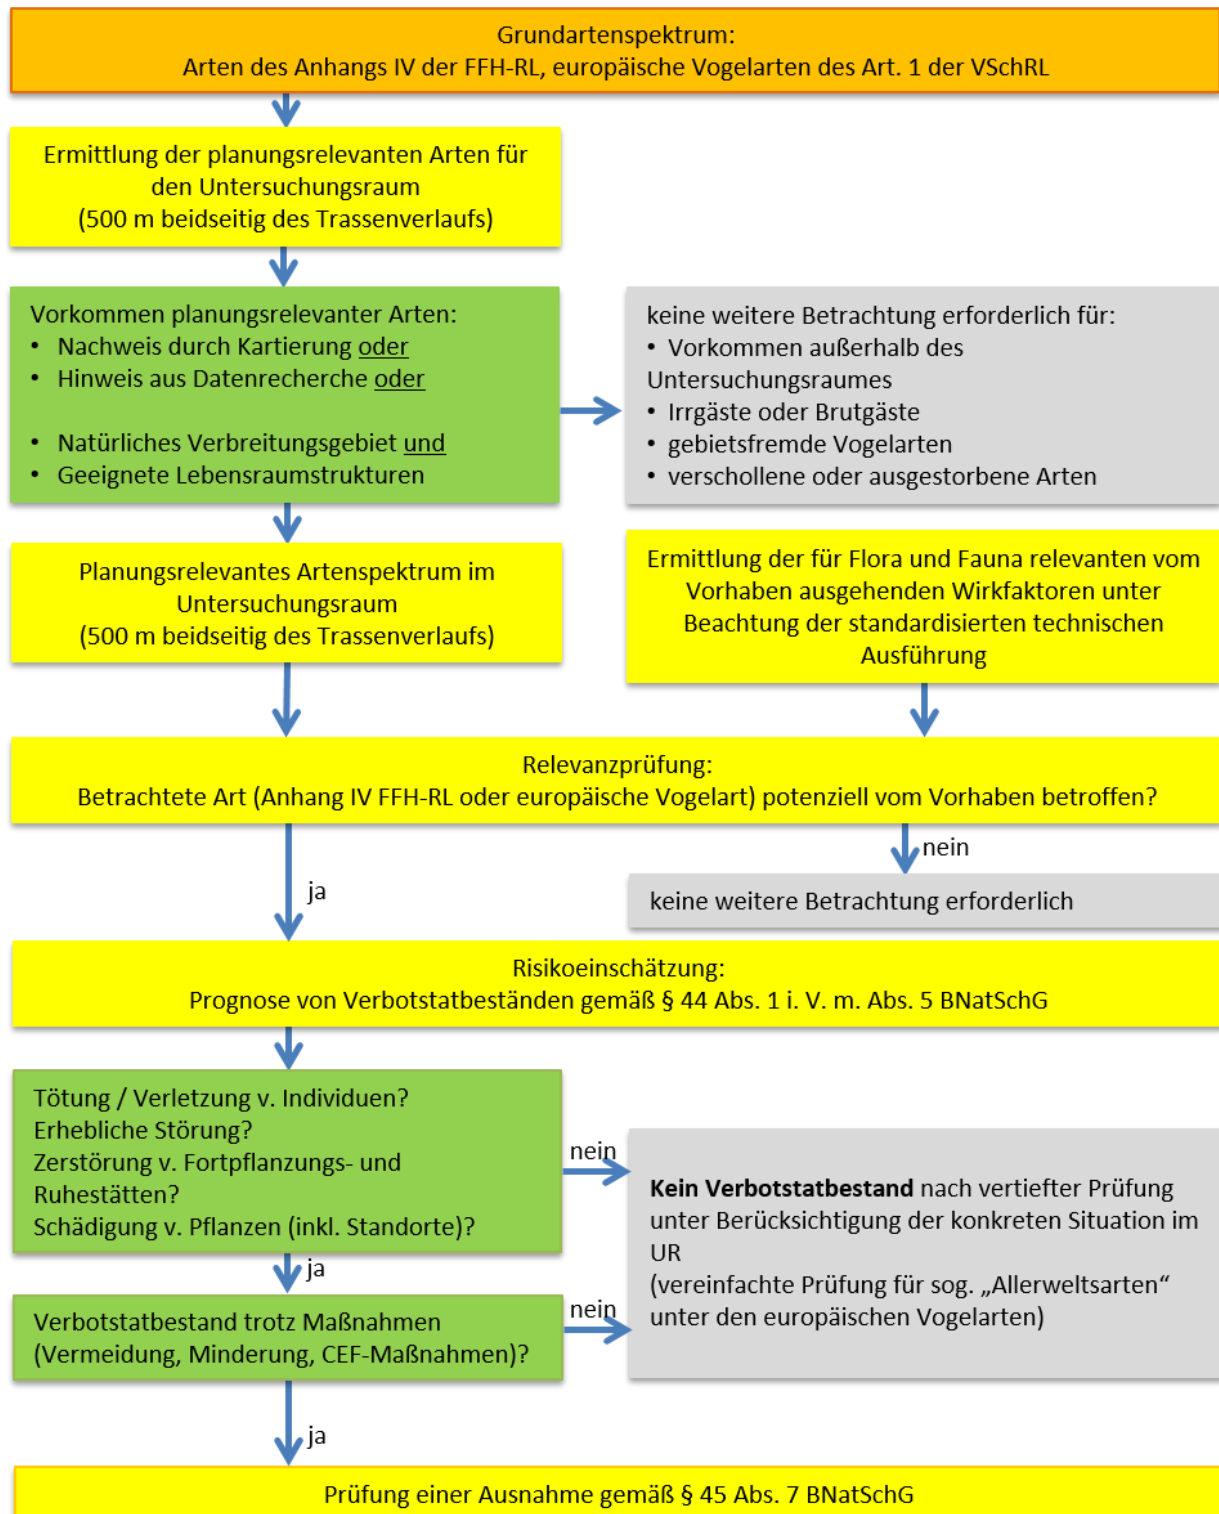 Grundartenspektrum:
Arten des Anhangs IV der FFH-RL, europäische Vogelarten des Art. 1 der VSchRL
Ermittlung der planungsrelevanten Arten für
den Untersuchungsraum
(500 m beidseitig des Trassenverlaufs)
Vorkommen planungsrelevanter Arten:
• Nachweis durch Kartierung oder
• Hinweis aus Datenrecherche oder
• Natürliches Verbreitungsgebiet und
• Geeignete Lebensraumstrukturen
keine weitere Betrachtung erforderlich für:
• Vorkommen außerhalb des
Untersuchungsraumes
• Irrgäste oder Brutgäste
• gebietsfremde Vogelarten
• verschollene oder ausgestorbene Arten
Planungsrelevantes Artenspektrum im
Untersuchungsraum
(500 m beidseitig des Trassenverlaufs)
Ermittlung der für Flora und Fauna relevanten vom
Vorhaben ausgehenden Wirkfaktoren unter
Beachtung der standardisierten technischen
Ausführung
Relevanzprüfung:
Betrachtete Art (Anhang IV FFH-RL oder europäische Vogelart) potenziell vom Vorhaben betroffen?
nein
ja
keine weitere Betrachtung erforderlich
Risikoeinschätzung:
Prognose von Verbotstatbeständen gemäß § 44 Abs. 1 i. V. m. Abs. 5 BNatSchG
Tötung / Verletzung v. Individuen?
Erhebliche Störung?
Zerstörung v. Fortpflanzungs- und
Ruhestätten?
Schädigung v. Pflanzen (inkl. Standorte)?
nein
ja
Kein Verbotstatbestand nach vertiefter Prüfung
unter Berücksichtigung der konkreten Situation im
UR
(vereinfachte Prüfung für sog. „Allerweltsarten“
unter den europäischen Vogelarten)
Verbotstatbestand trotz Maßnahmen
(Vermeidung, Minderung, CEF-Maßnahmen)?
nein
ja
Prüfung einer Ausnahme gemäß § 45 Abs. 7 BNatSchG